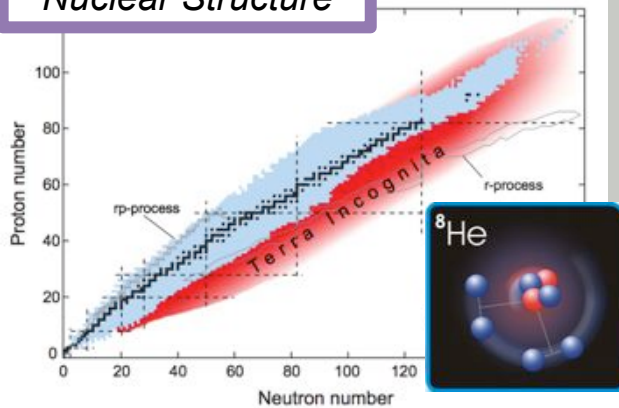 Nuclear Structure
100
80
60
40
20
0
Proton number
rp-process
Terra Incognita
r-process
8He
0 20 40 60 80 100 120
Neutron number